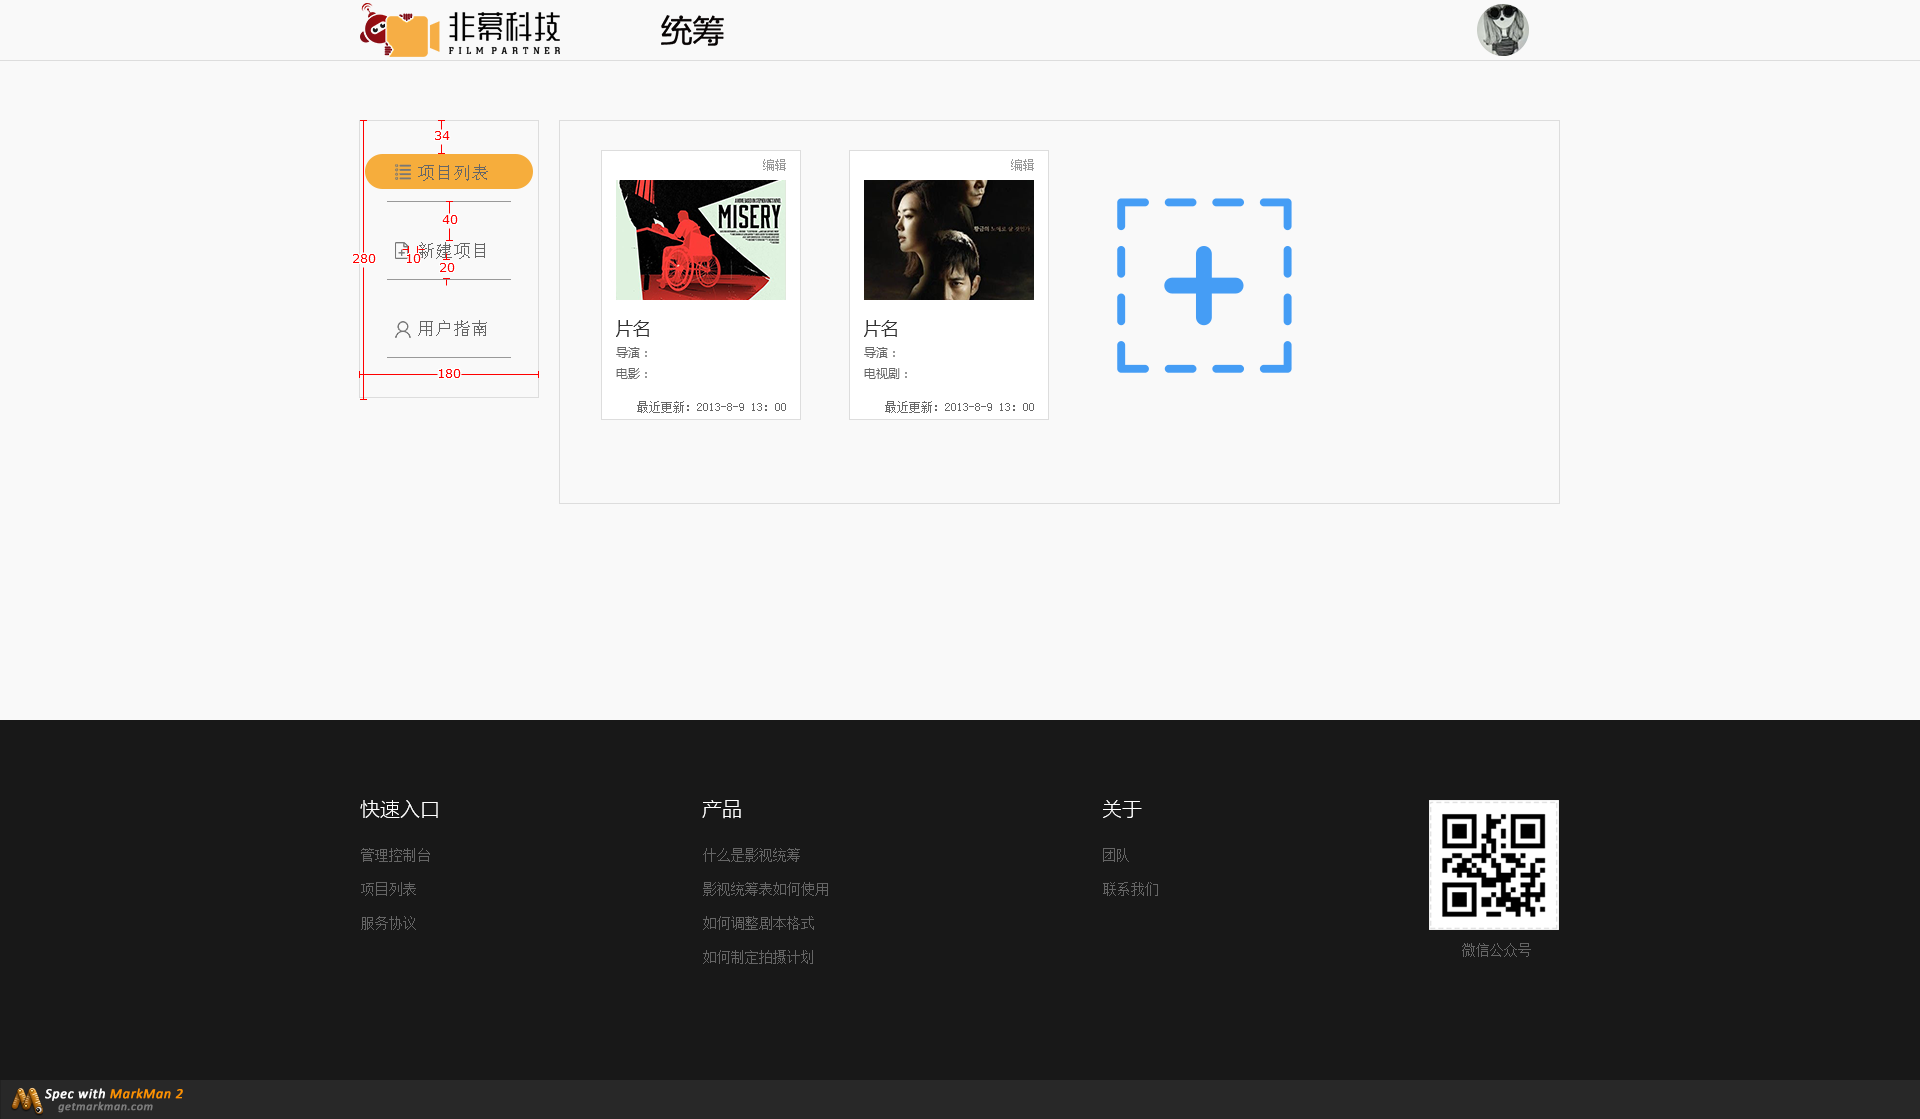 非幕科技
FILM PARTNER
统筹
34
项目列表
40
新建项目
280
10
20
用户指南
180
编辑
MISERY
片名
导演：
电影：
最近更新：2013-8-9 13：00
编辑
片名
导演：
电视剧：
最近更新：2013-8-9 13：00
快速入口
管理控制台
项目列表
服务协议
产品
什么是影视统筹
影视统筹表如何使用
如何调整剧本格式
如何制定拍摄计划
关于
团队
联系我们
微信公众号
Spec with MarkMan 2
getmarkman.com